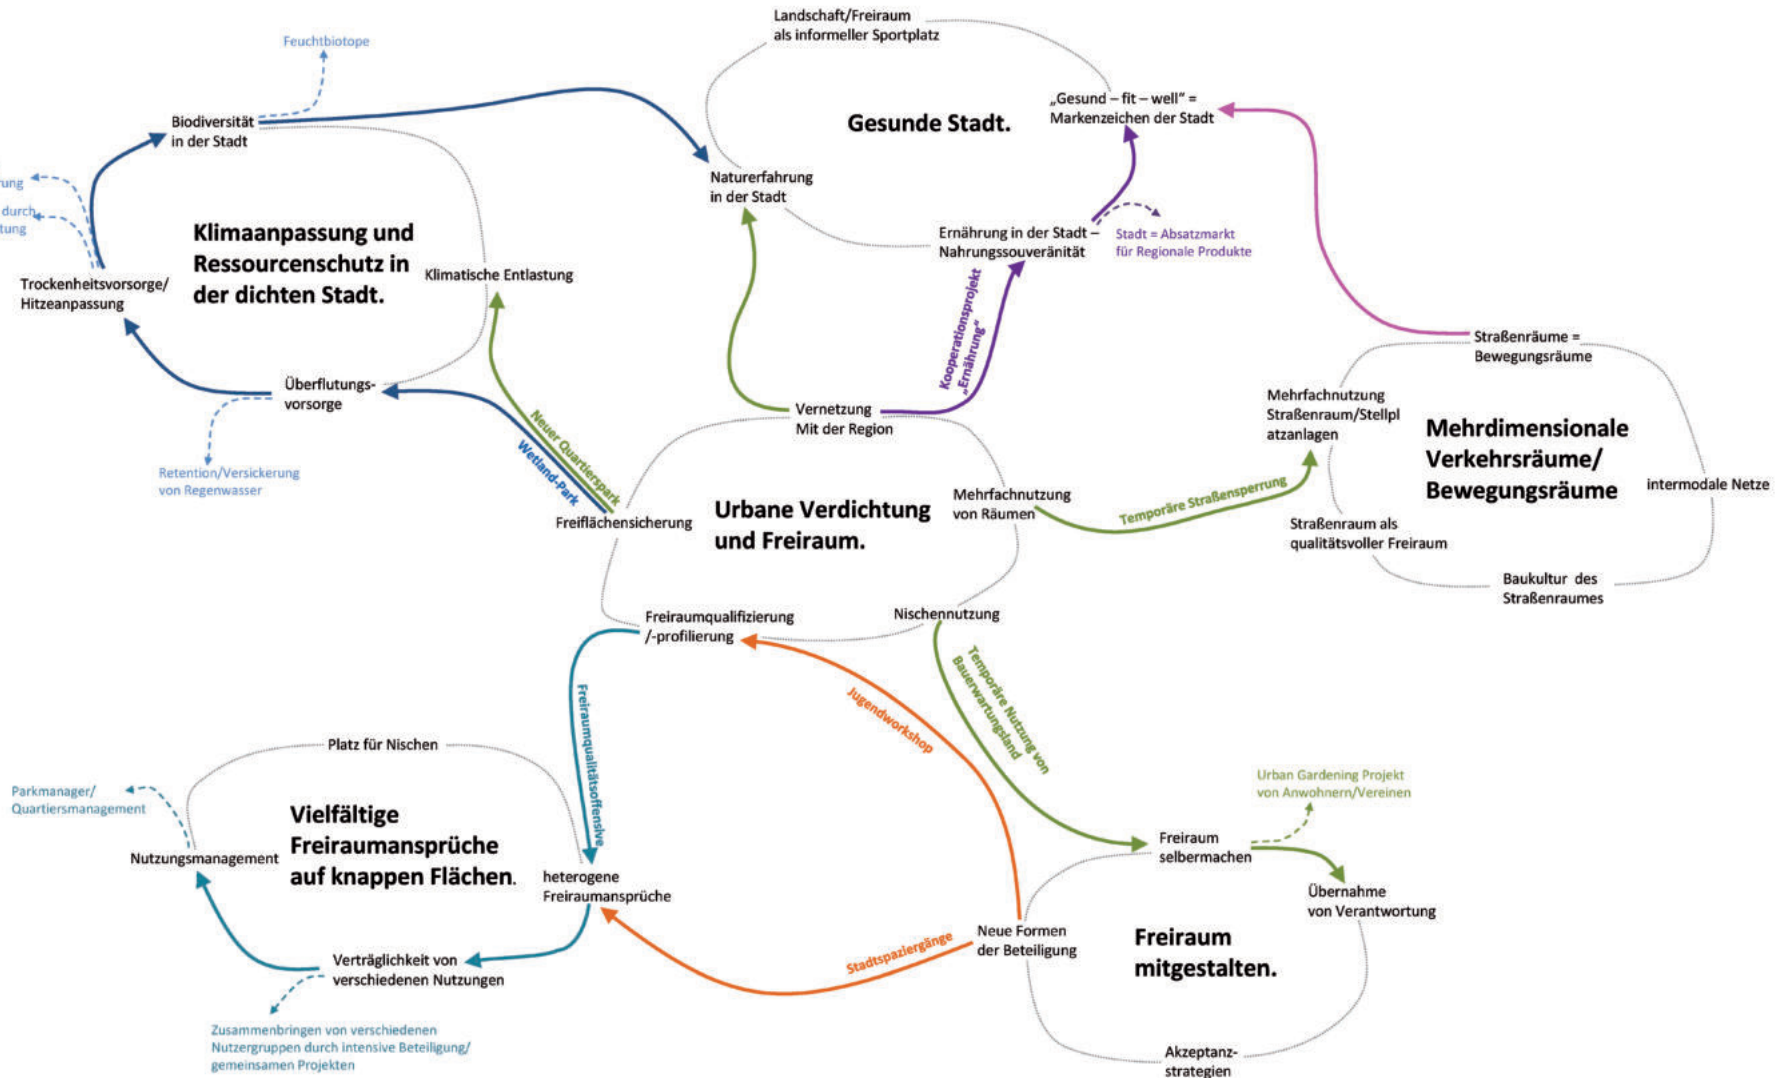 Landschaft/Freiraum
als informeller Sportplatz
Feuchtbiotope
„Gesund – fit – well“ =
Markenzeichen der Stadt
Gesunde Stadt.
Biodiversität
in der Stadt
Naturerfahrung
in der Stadt
durch
Klimaanpassung und
Ressourcenschutz in
der dichten Stadt.
Ernährung in der Stadt –
Nahrungssouveränität
Stadt = Absatzmarkt
für Regionale Produkte
Klimatische Entlastung
Trockenheitsvorsorge/
Hitzeanpassung
Kooperationsprojekt
„Ernährung“
Straßenräume =
Bewegungsräume
Überflutungs-
vorsorge
Neuer Quartierspark
Wetland-Park
Vernetzung
Mit der Region
Mehrfachnutzung
Straßenraum/Stellpl
atzanlagen
Mehrdimensionale
Verkehrsräume/
Bewegungsräume
intermodale Netze
Retention/Versickerung
von Regenwasser
Freiflächensicherung
Urbane Verdichtung
und Freiraum.
Mehrfachnutzung
von Räumen
Temporäre Straßensperrung
Straßenraum als
qualitätsvoller Freiraum
Baukultur des
Straßenraumes
Freiraumqualifizierung
/-profilierung
Nischennutzung
Freiraumqualitätsoffensive
Jugendworkshop
Temporäre Nutzung von
Bauerwartungsland
Platz für Nischen
Parkmanager/
Quartiersmanagement
Vielfältige
Freiraumansprüche
auf knappen Flächen.
Nutzungsmanagement
heterogene
Freiraumansprüche
Urban Gardening Projekt
von Anwohnern/Vereinen
Freiraum
selbermachen
Übernahme
von Verantwortung
Verträglichkeit von
verschiedenen Nutzungen
Stadtspaziergänge
Neue Formen
der Beteiligung
Freiraum
mitgestalten.
Zusammenbringen von verschiedenen
Nutzergruppen durch intensive Beteiligung/
gemeinsamen Projekten
Akzeptanz-
strategien